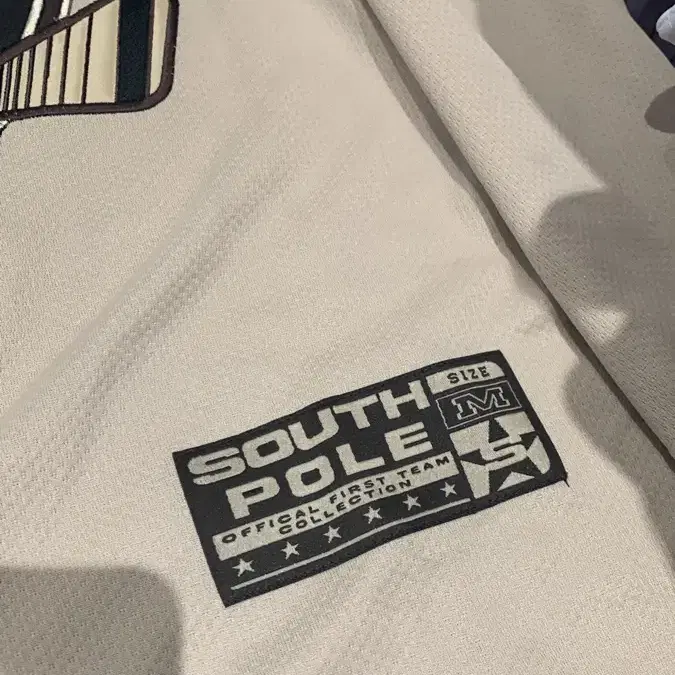 SOUTH
POLE
OFFICAL FIRST TEAM
COLLECTION
SIZE
M
S